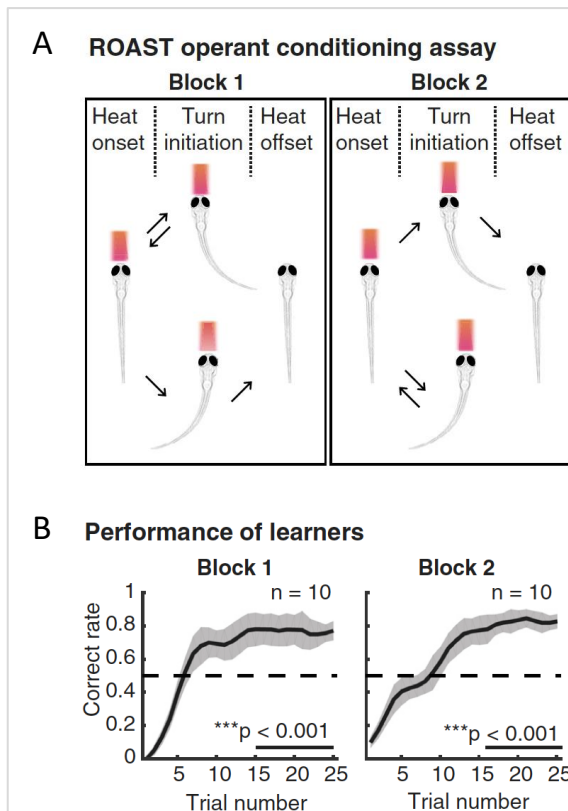 A ROAST operant conditioning assay
Block 1 Block 2
Heat onset Turn initiation Heat offset
Heat onset Turn initiation Heat offset
B Performance of learners
Block 1 Block 2
n = 10 n = 10
1
0.8
0.6
0.4
0.2
0
Correct rate
***p < 0.001 ***p < 0.001
5 15 20 25 5 10 15 20 25
Trial number Trial number